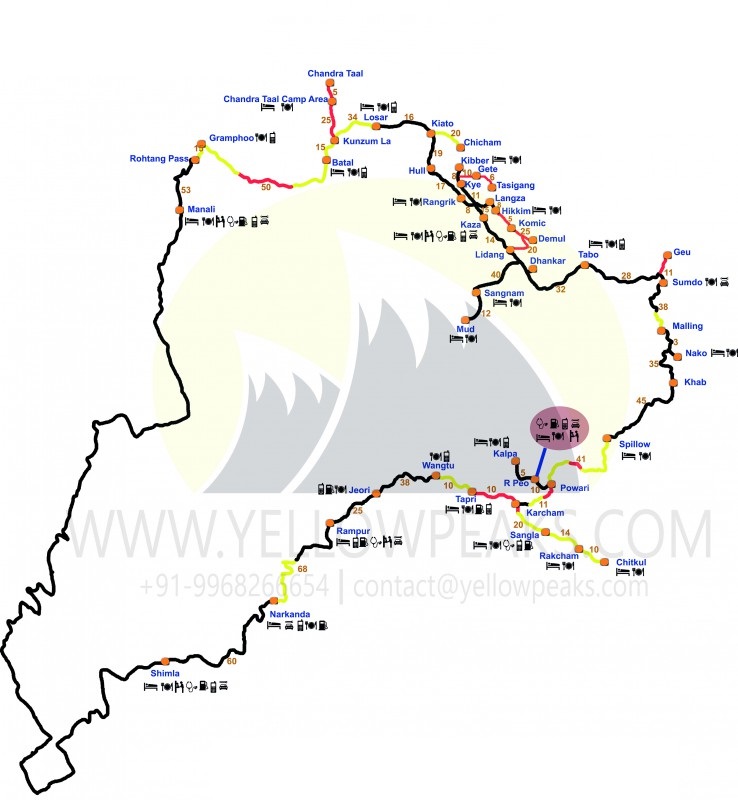 Chandra Taal
5
Chandra Taal Camp Area
25
34
Losar
16
Kiato
20
Chicham
Gramphoo
15
Kunzum La
15
Rohtang Pass
Batal
50
53
Manali
19
Hull
17
Kibber
Gete
8
10
6
Kye
Tasigang
11
Langza
Rangrik
8
8
Hikkim
5
Kaza
Komic
25
Demul
14
20
Lidang
Dhankar
Tabo
40
32
28
Geu
11
Sumdo
Sangnam
12
Mud
38
Malling
3
Nako
35
Khab
45
Spillow
41
Kalpa
5
R Peo
10
Powari
Wangtu
38
10
Jeori
Tapri
10
11
Karcham
25
20
Rampur
Sangla
14
Rakcham
10
Chitkul
WWW.YELLOWPEAKS.COM
68
+91-9968266654 | contact@yellowpeaks.com
Narkanda
60
Shimla